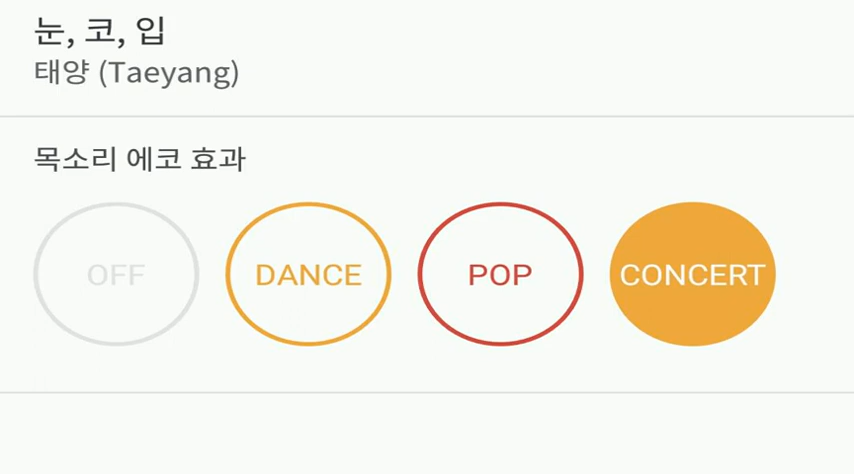 눈, 코, 입
태양 (Taeyang)
목소리 에코 효과
OFF DANCE POP CONCERT